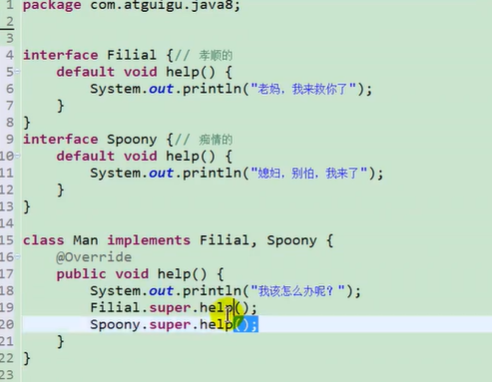 1 package com.atguigu.java8;
2
3
4 interface Filial {// 孝顺的
5     default void help() {
6         System.out.println("老妈，我来救你了");
7     }
8 }
9 interface Spoony {// 痴情的
10     default void help() {
11         System.out.println("媳妇，别怕，我来了");
12     }
13 }
14
15 class Man implements Filial, Spoony {
16     @Override
17     public void help() {
18         System.out.println("我该怎么办呢？");
19         Filial.super.help();
20         Spoony.super.help();
21     }
22 }
23